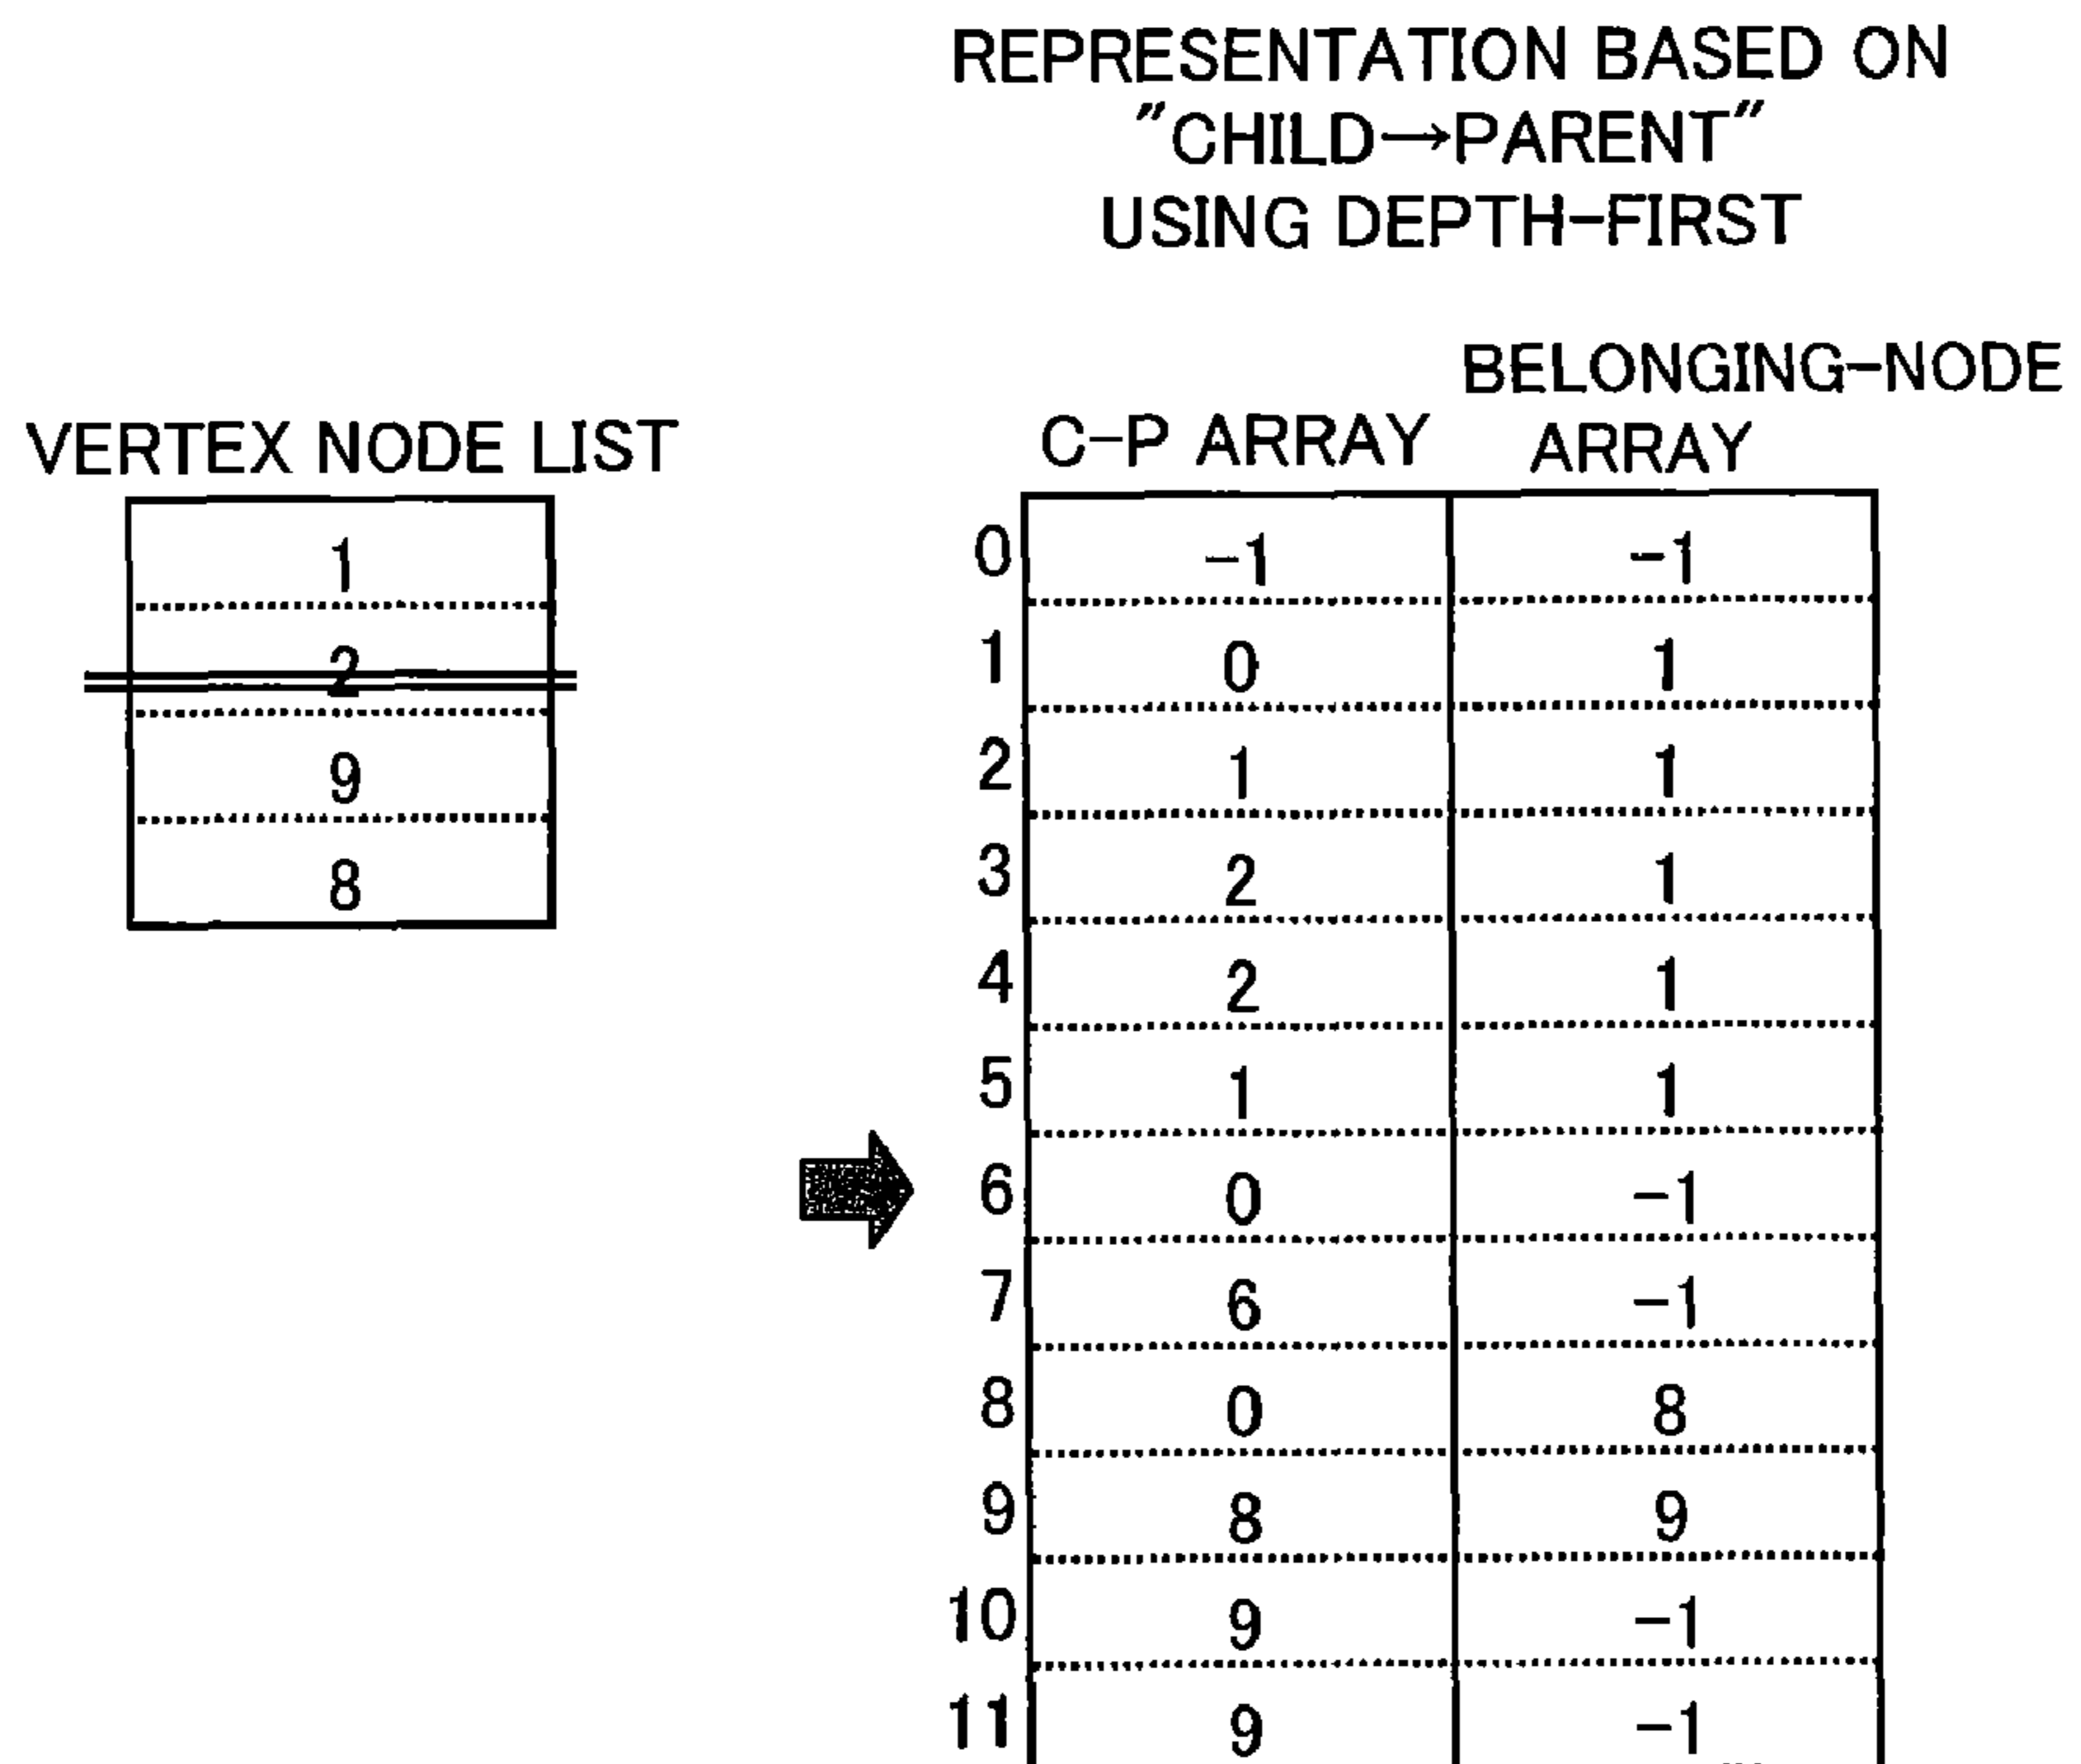 REPRESENTATION BASED ON
"CHILD→PARENT"
USING DEPTH-FIRST
VERTEX NODE LIST
1
2
9
8
BELONGING-NODE
C-P ARRAY ARRAY
0 -1 -1
1 0 1
2 1 1
3 2 1
4 2 1
5 1 1
6 0 -1
7 6 -1
8 0 8
9 8 9
10 9 -1
11 9 -1